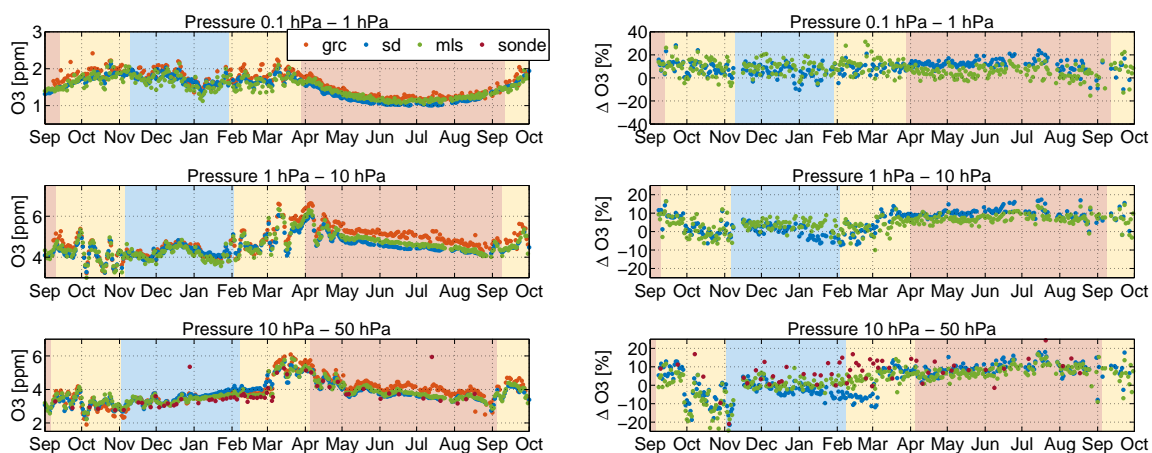 Pressure 0.1 hPa − 1 hPa
3
2
1
O3 [ppm]
grc sd mls sonde
Sep Oct Nov Dec Jan Feb Mar Apr May Jun Jul Aug Sep Oct
Pressure 0.1 hPa − 1 hPa
40
20
0
−20
−40
Δ O3 [%]
Sep Oct Nov Dec Jan Feb Mar Apr May Jun Jul Aug Sep Oct
Pressure 1 hPa − 10 hPa
6
4
O3 [ppm]
Sep Oct Nov Dec Jan Feb Mar Apr May Jun Jul Aug Sep Oct
Pressure 1 hPa − 10 hPa
20
10
0
−10
−20
Δ O3 [%]
Sep Oct Nov Dec Jan Feb Mar Apr May Jun Jul Aug Sep Oct
Pressure 10 hPa − 50 hPa
6
4
2
O3 [ppm]
Sep Oct Nov Dec Jan Feb Mar Apr May Jun Jul Aug Sep Oct
Pressure 10 hPa − 50 hPa
20
10
0
−10
−20
Δ O3 [%]
Sep Oct Nov Dec Jan Feb Mar Apr May Jun Jul Aug Sep Oct